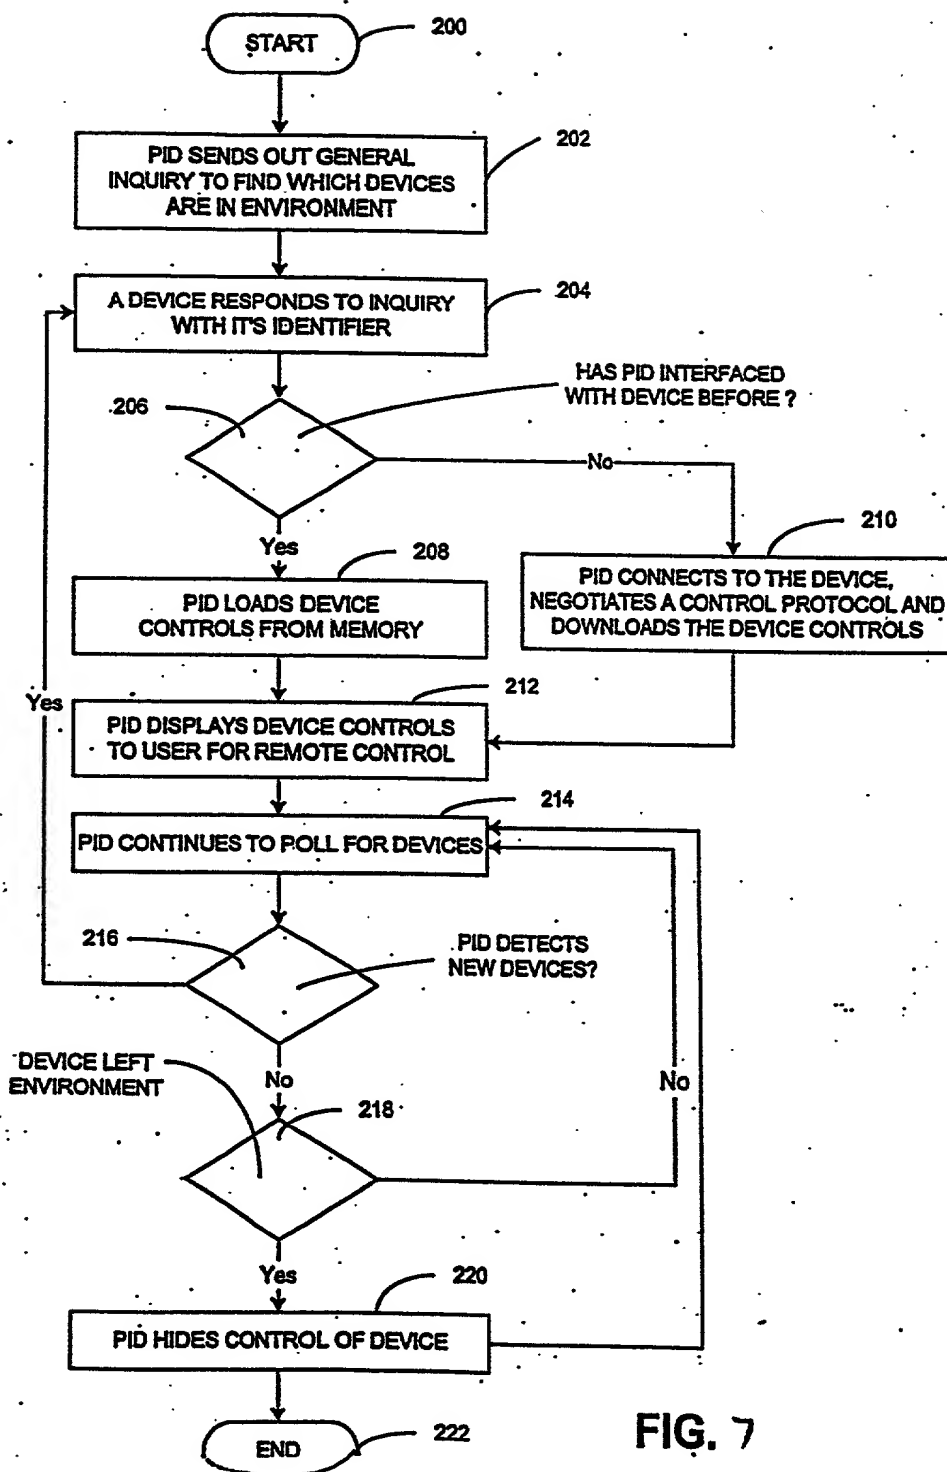 START
200
PID SENDS OUT GENERAL
INQUIRY TO FIND WHICH DEVICES
ARE IN ENVIRONMENT
202
A DEVICE RESPONDS TO INQUIRY
WITH IT'S IDENTIFIER
204
HAS PID INTERFACED
WITH DEVICE BEFORE ?
206
No
Yes
208
210
PID LOADS DEVICE
CONTROLS FROM MEMORY
PID CONNECTS TO THE DEVICE,
NEGOTIATES A CONTROL PROTOCOL AND
DOWNLOADS THE DEVICE CONTROLS
212
Yes
PID DISPLAYS DEVICE CONTROLS
TO USER FOR REMOTE CONTROL
214
PID CONTINUES TO POLL FOR DEVICES
216
PID DETECTS
NEW DEVICES?
DEVICE LEFT
ENVIRONMENT
No
No
218
Yes
220
PID HIDES CONTROL OF DEVICE
END
222
FIG. 7